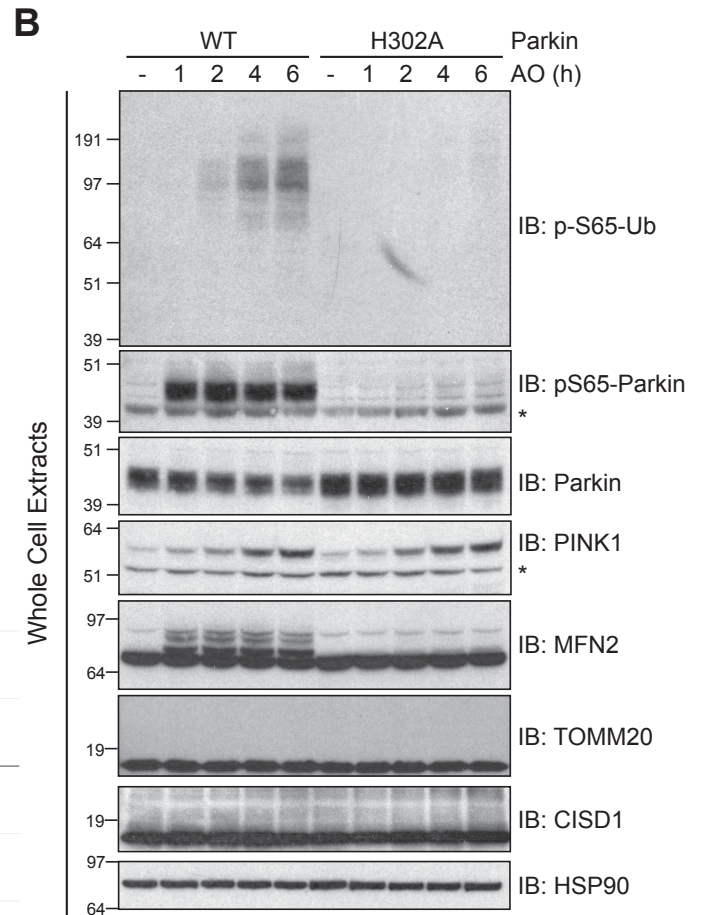 B
WT H302A Parkin
- 1 2 4 6 - 1 2 4 6 AO (h)
191
97
64
51
39
IB: p-S65-Ub
51
39
IB: pS65-Parkin
*
51
39
IB: Parkin
64
51
IB: PINK1
*
97
64
IB: MFN2
19
IB: TOMM20
19
IB: CISD1
97
64
IB: HSP90
Whole Cell Extracts